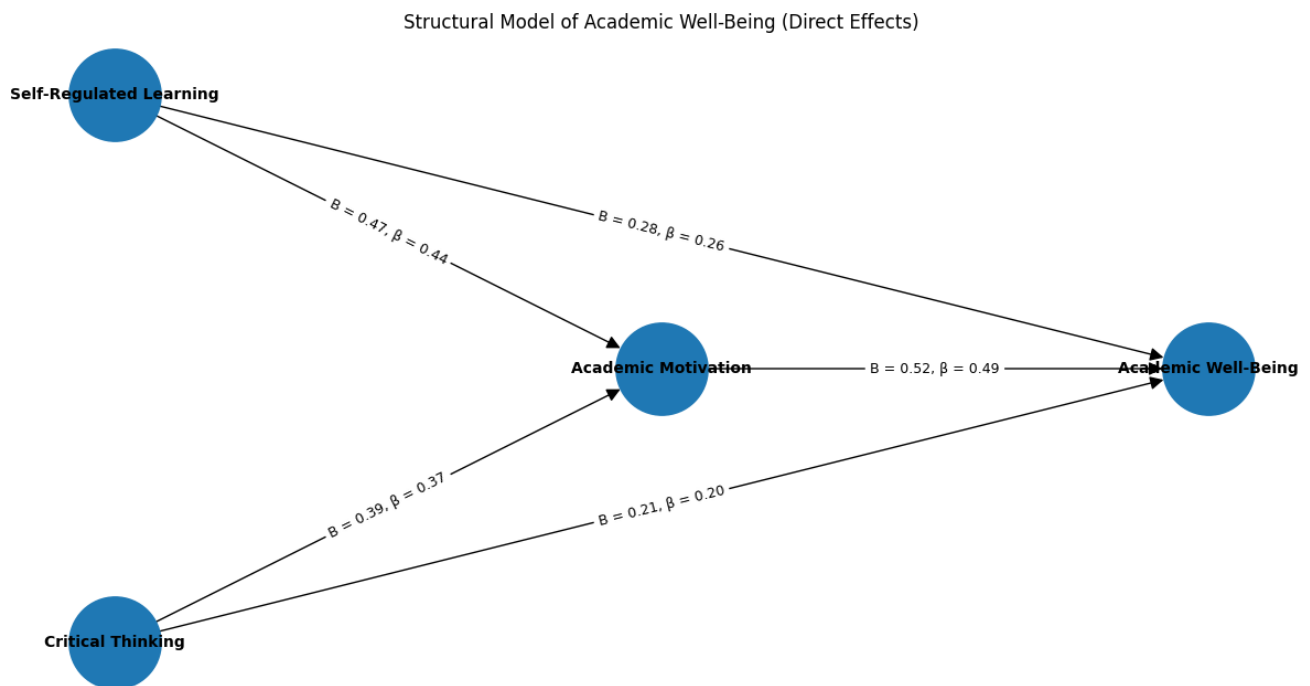 Structural Model of Academic Well-Being (Direct Effects)
Self-Regulated Learning
B = 0.47, β = 0.44
B = 0.28, β = 0.26
Academic Motivation
B = 0.52, β = 0.49
Academic Well-Being
B = 0.39, β = 0.37
B = 0.21, β = 0.20
Critical Thinking